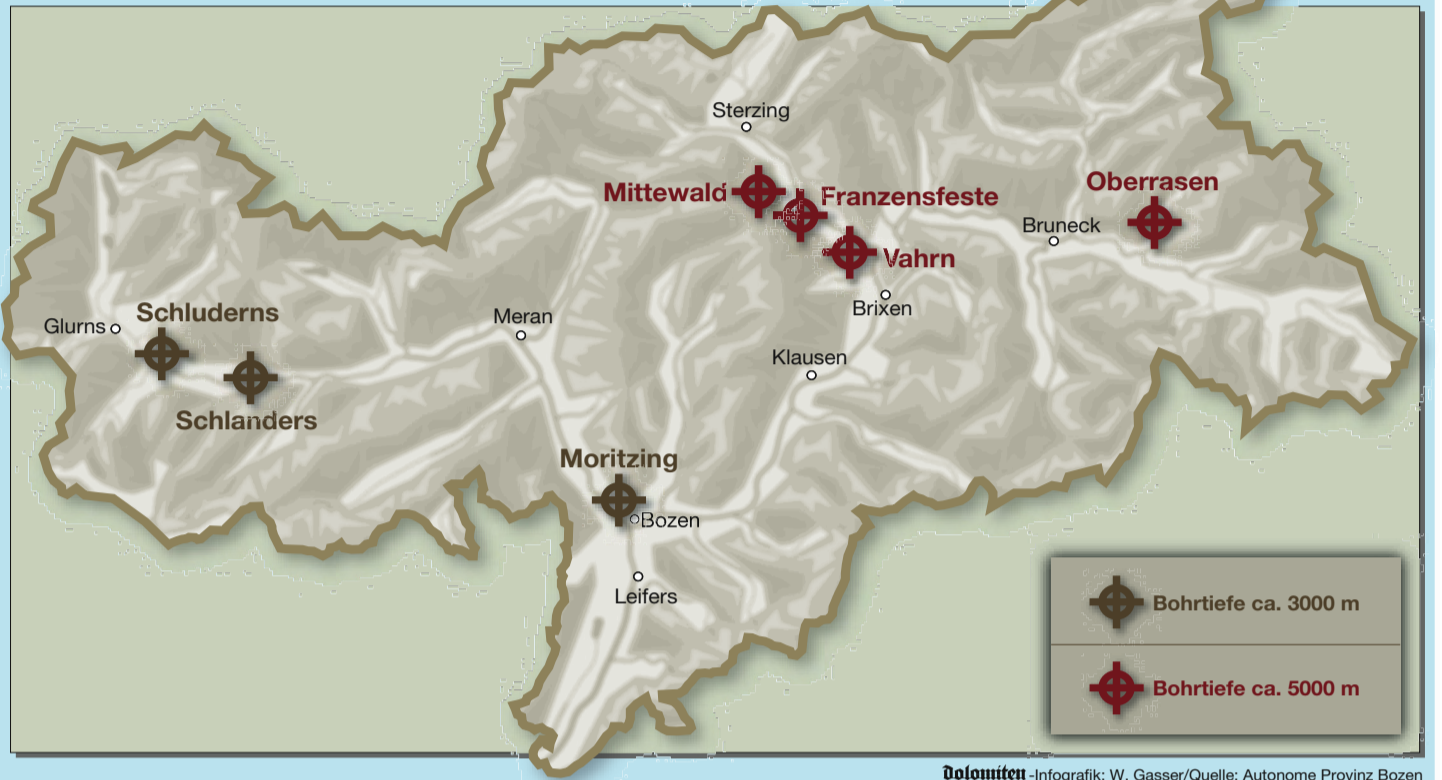 Sterzing
Mittewald
Franzensfeste
Oberrasen
Bruneck
Vahrn
Brixen
Schluderns
Glurns
Meran
Klausen
Schlanders
Moritzing
Bozen
Leifers
Bohrtiefe ca. 3000 m
Bohrtiefe ca. 5000 m
Dolomiten -Infografik: W. Gasser/Quelle: Autonome Provinz Bozen